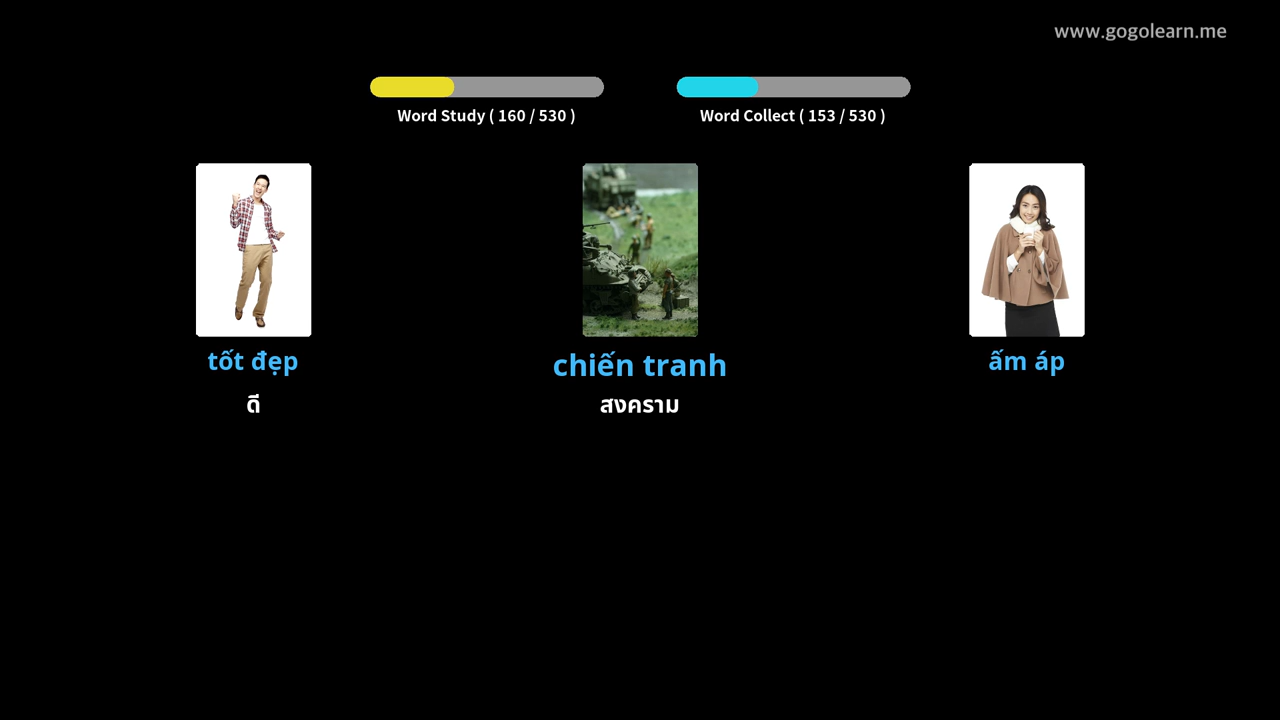 www.gogolearn.me
Word Study ( 160 / 530 )
Word Collect ( 153 / 530 )
tốt đẹp
ดี
chiến tranh
สงคราม
ấm áp